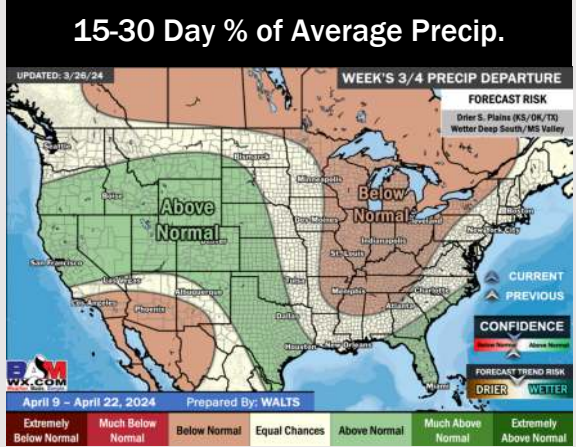 15-30 Day % of Average Precip.
UPDATED: 3/26/24
WEEK'S 3/4 PRECIP DEPARTURE
FORECAST RISK
Drier S. Plains (KS/OK/TX)
Wetter Deep South/MS Valley
Seattle
Bismarck
Minneapolis
Boise
Above
Normal
Below
Normal
Des Moines
Cleveland
Boston
New York City
Indianapolis
St. Louis
San Francisco
Las Vegas
Los Angeles
Albuquerque
Phoenix
Tulsa
Memphis
Charlotte
Atlanta
Dallas
Houston
New Orleans
Miami
CURRENT
PREVIOUS
CONFIDENCE
Below Normal
Above Normal
FORECAST TREND RISK
DRIER
WETTER
BAM
WX.COM
April 9 – April 22, 2024
Prepared By: WALTS
Extremely
Below Normal
Much Below
Normal
Below Normal
Equal Chances
Above Normal
Much Above
Normal
Extremely
Above Normal